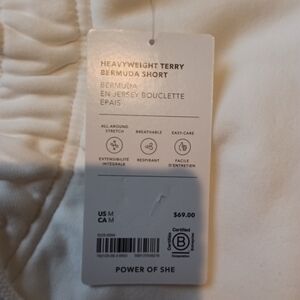 HEAVYWEIGHT TERRY
BERMUDA SHORT
BERMUDA
EN JERSEY BOUCLETTE
ÉPAIS
ALL AROUND
STRETCH
BREATHABLE
EASY-CARE
EXTENSIBILITÉ
INTÉGRALE
RESPIRANT
FACILE
D'ENTRETIEN
US M
CA M
$69.00
Certified
B
Corporation
POWER OF SHE